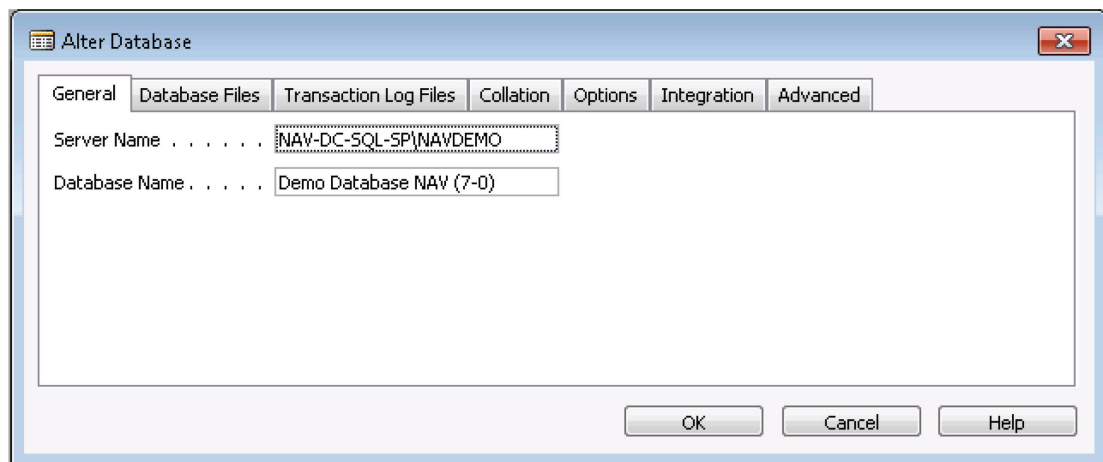 Alter Database
General Database Files Transaction Log Files Collation Options Integration Advanced
Server Name . . . . . . NAV-DC-SQL-SP\NAVDEMO
Database Name . . . . . Demo Database NAV (7-0)
OK Cancel Help